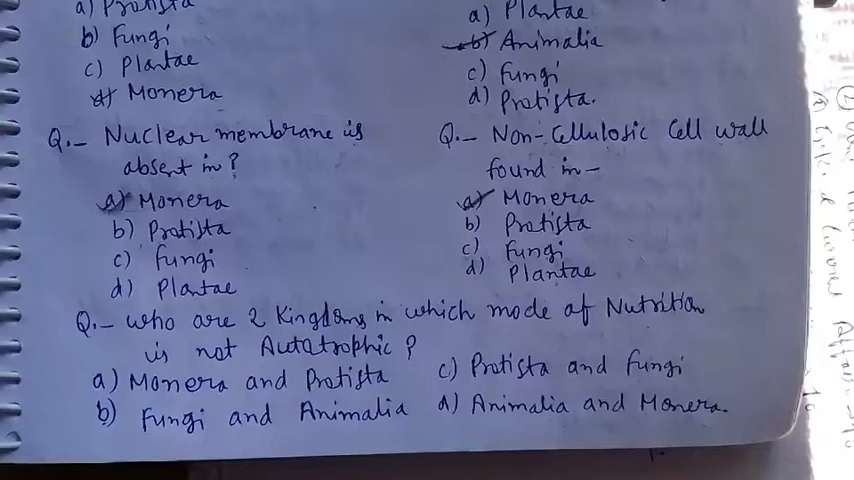 a) Protista
b) Fungi
c) Plantae
d) Monera
Q.- Nuclear membrane is
absent in?
a) Monera
b) Protista
c) Fungi
d) Plantae
a) Plantae
b) Animalia
c) Fungi
d) Protista.
Q.- Non-Cellulosic Cell wall
found in-
a) Monera
b) Protista
c) Fungi
d) Plantae
Q.- who are 2 Kingdoms in which mode of Nutrition
is not Autotrophic?
a) Monera and Protista
b) Fungi and Animalia
c) Protista and Fungi
d) Animalia and Monera.